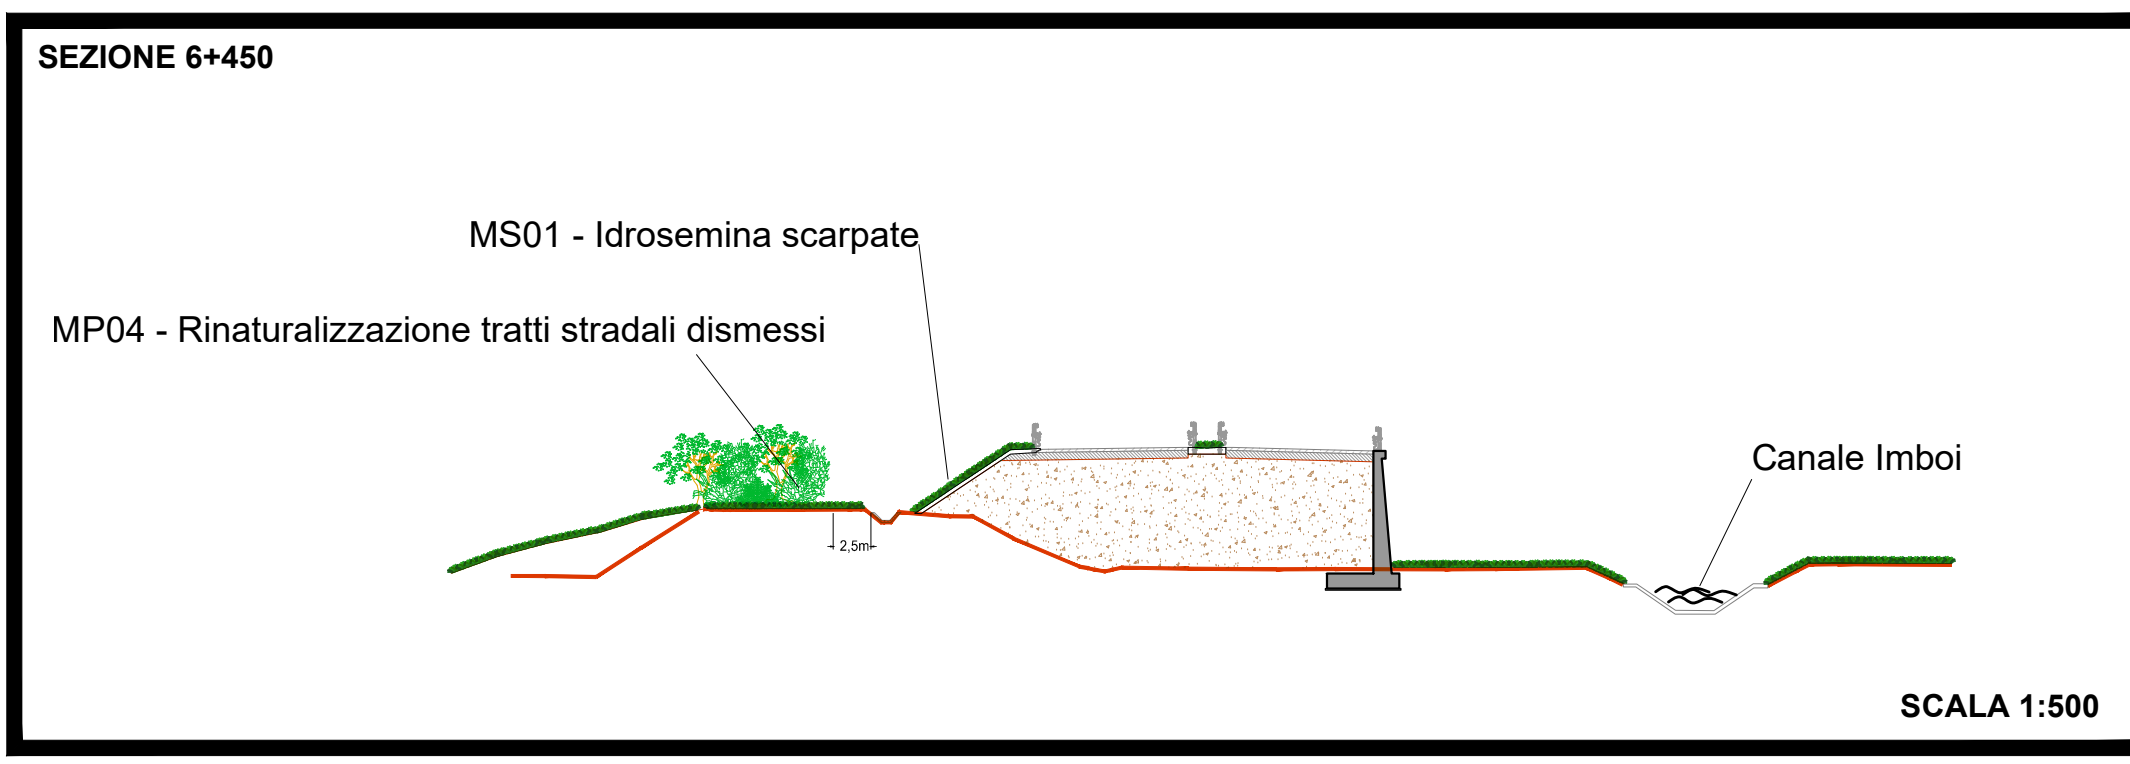 SEZIONE 6+450
MS01 - Idrosemina scarpate
MP04 - Rinaturalizzazione tratti stradali dismessi
Canale Imboi
2,5m
SCALA 1:500